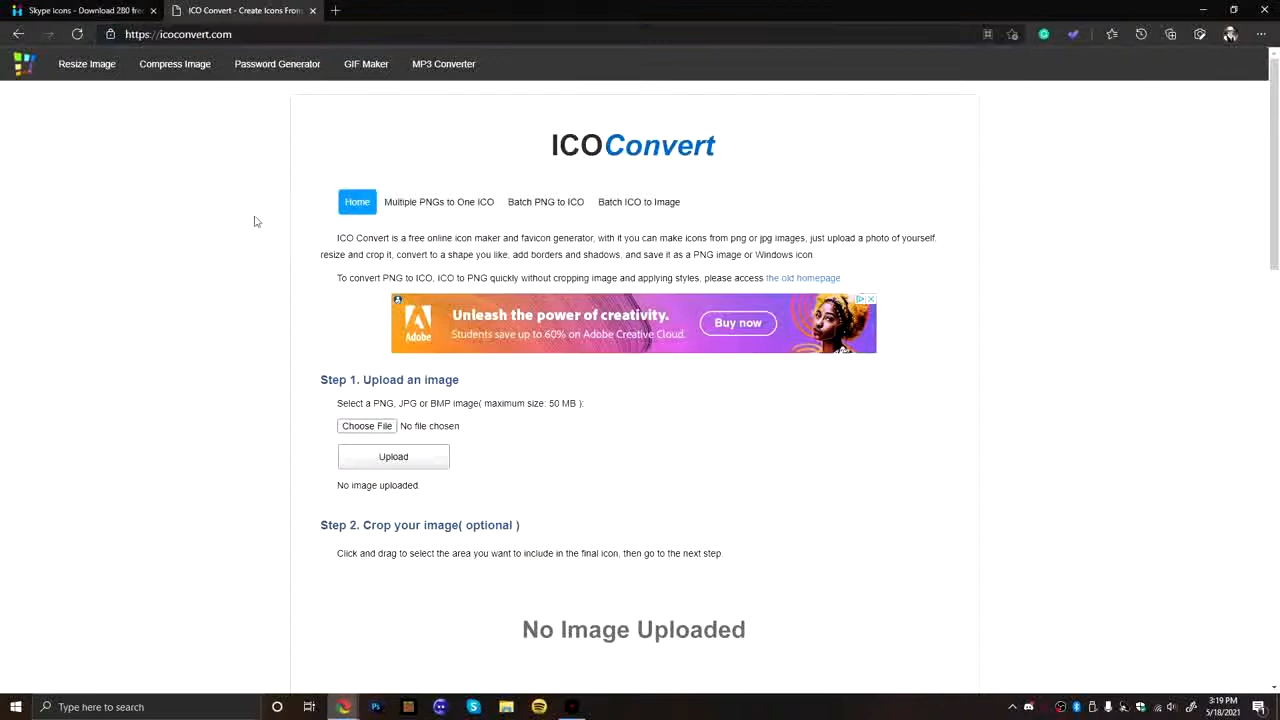 Skype Icons - Download 280 fre
ICO Convert - Create Icons From
https://icoconvert.com
Resize Image
Compress Image
Password Generator
GIF Maker
MP3 Converter
ICOConvert
Home
Multiple PNGs to One ICO
Batch PNG to ICO
Batch ICO to Image
ICO Convert is a free online icon maker and favicon generator, with it you can make icons from png or jpg images, just upload a photo of yourself,
resize and crop it, convert to a shape you like, add borders and shadows, and save it as a PNG image or Windows icon
To convert PNG to ICO, ICO to PNG quickly without cropping image and applying styles, please access the old homepage
Adobe
Unleash the power of creativity.
Students save up to 60% on Adobe Creative Cloud.
Buy now
Step 1. Upload an image
Select a PNG, JPG or BMP image( maximum size: 50 MB ):
Choose File No file chosen
Upload
No image uploaded.
Step 2. Crop your image( optional )
Click and drag to select the area you want to include in the final icon, then go to the next step.
No Image Uploaded
Type here to search
3:19 PM
5/18/2021